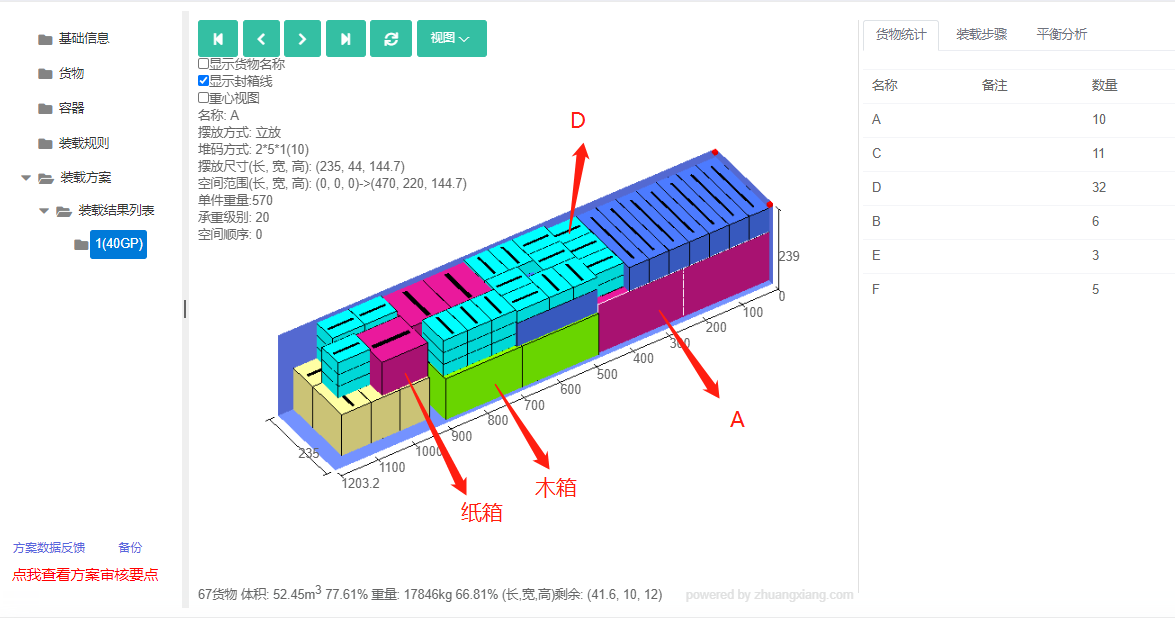 基础信息
货物
容器
装载规则
装载方案
装载结果列表
1(40GP)
方案数据反馈 备份
点我查看方案审核要点
视图
显示货物名称
显示封箱线
重心视图
名称: A
摆放方式: 立放
堆码方式: 2*5*1(10)
摆放尺寸(长, 宽, 高): (235, 44, 144.7)
空间范围(长, 宽, 高): (0, 0, 0)->(470, 220, 144.7)
单件重量:570
承重级别: 20
空间顺序: 0
D
A
木箱
纸箱
239
0
100
200
300
400
500
600
700
800
900
1000
1100
1203.2
235
67货物 体积: 52.45m³ 77.61% 重量: 17846kg 66.81% (长,宽,高)剩余: (41.6, 10, 12)
powered by zhuangxiang.com
货物统计 装载步骤 平衡分析
名称 备注 数量
A 10
C 11
D 32
B 6
E 3
F 5